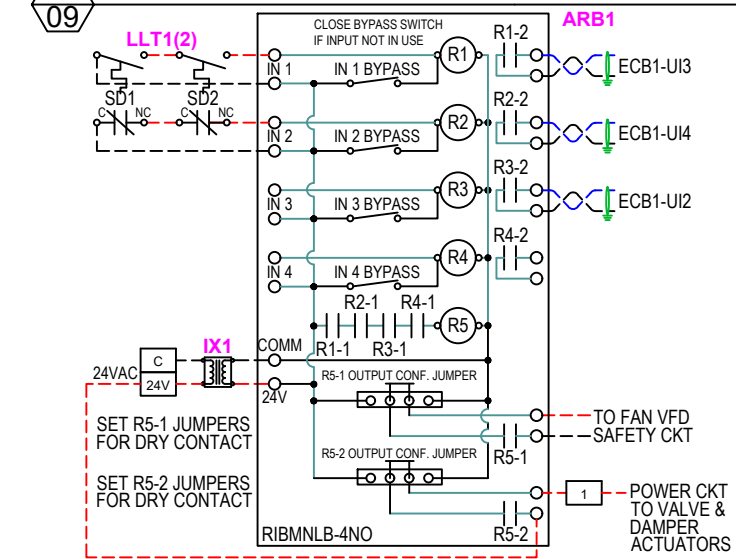 09
LLT1(2)
CLOSE BYPASS SWITCH
IF INPUT NOT IN USE
ARB1
R1-2
R1
IN 1
IN 1 BYPASS
ECB1-UI3
SD1
SD2
C
NC
C
NC
R2-2
R2
IN 2
IN 2 BYPASS
ECB1-UI4
R3-2
R3
IN 3
IN 3 BYPASS
ECB1-UI2
R4-2
R4
IN 4
IN 4 BYPASS
R2-1
R4-1
R5
R1-1
R3-1
IX1
COMM
24VAC
C
24V
24V
R5-1 OUTPUT CONF. JUMPER
SET R5-1 JUMPERS
FOR DRY CONTACT
TO FAN VFD
SAFETY CKT
R5-1
R5-2 OUTPUT CONF. JUMPER
SET R5-2 JUMPERS
FOR DRY CONTACT
1
POWER CKT
TO VALVE &
DAMPER
ACTUATORS
RIBMNLB-4NO
R5-2